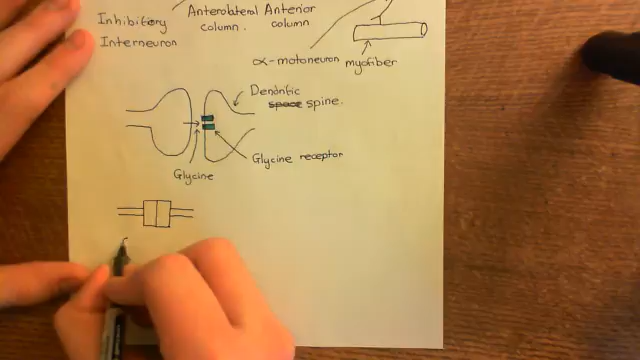 Inhibitory
Interneuron
Anterolateral
column.
Anterior
column
α-motoneuron
myofiber
Dendritic
space spine.
Glycine receptor
Glycine